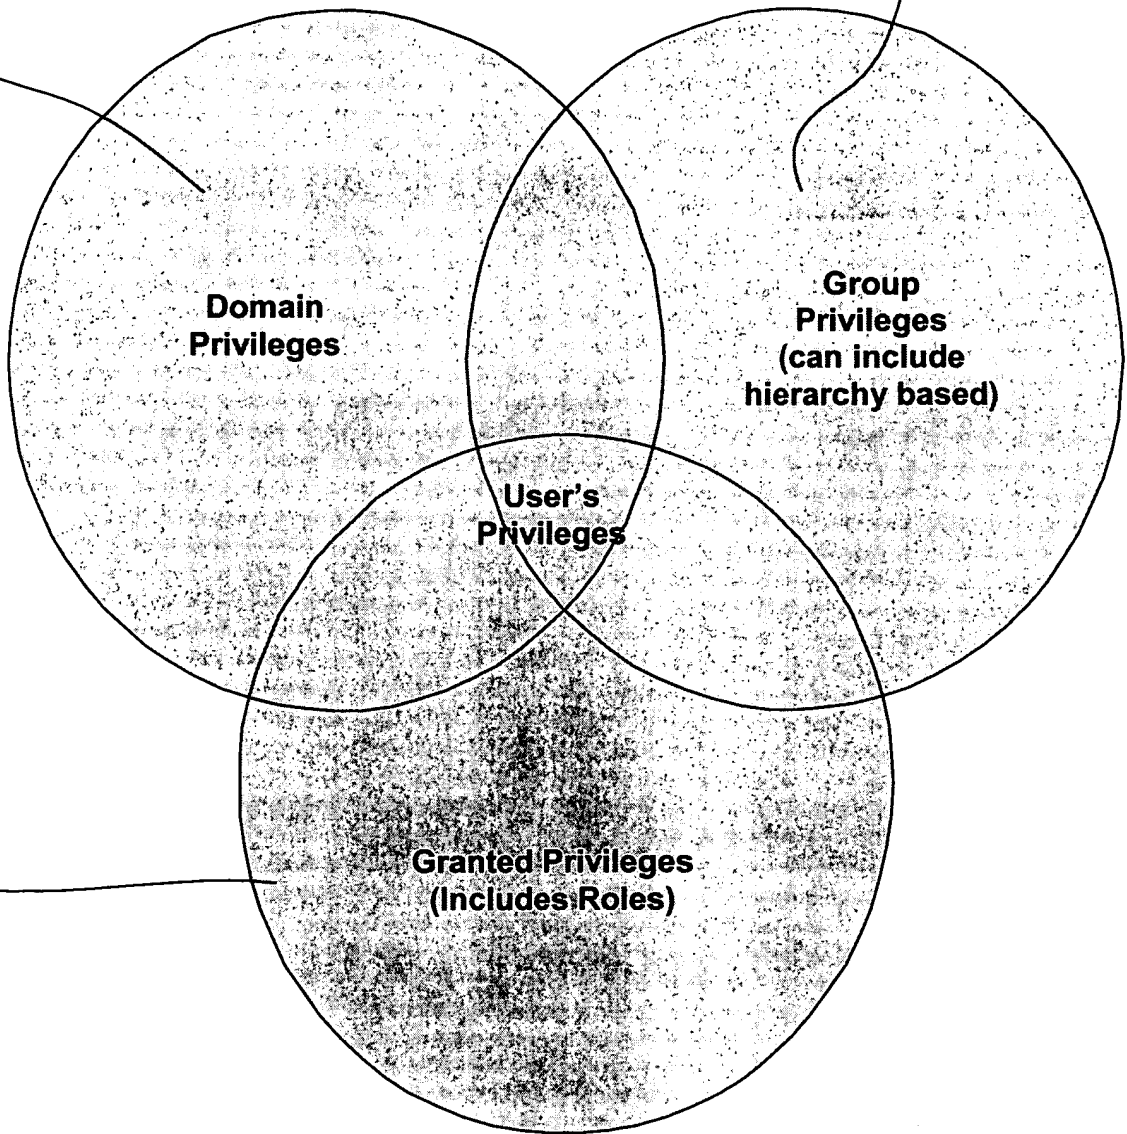 Domain
Privileges
Group
Privileges
(can include
hierarchy based)
User's
Privileges
Granted Privileges
(Includes Roles)